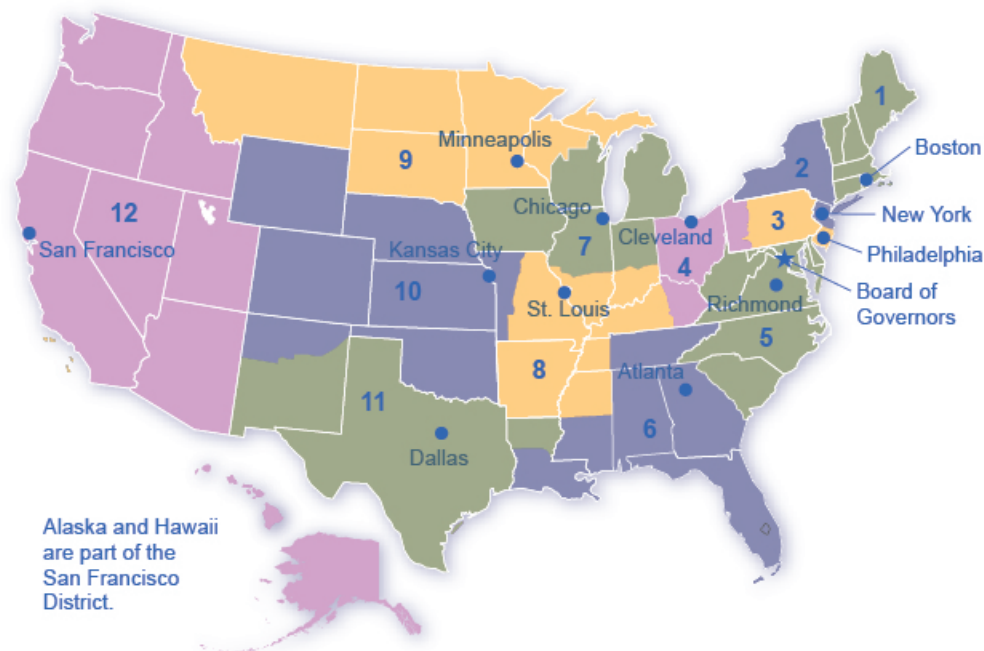 1
Boston
Minneapolis
9
2
New York
12
Chicago
3
San Francisco
7
Cleveland
Philadelphia
Kansas City
4
10
St. Louis
Richmond
Board of
Governors
5
8
Atlanta
11
6
Dallas
Alaska and Hawaii
are part of the
San Francisco
District.